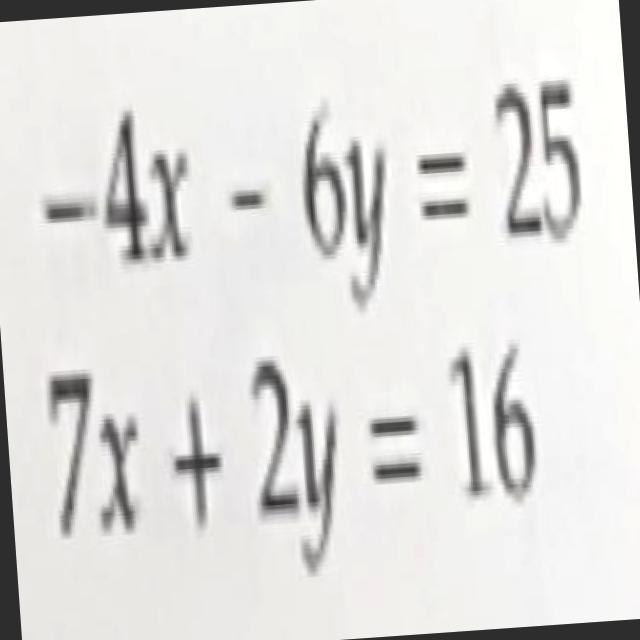 −4x − 6y = 25
7x + 2y = 16